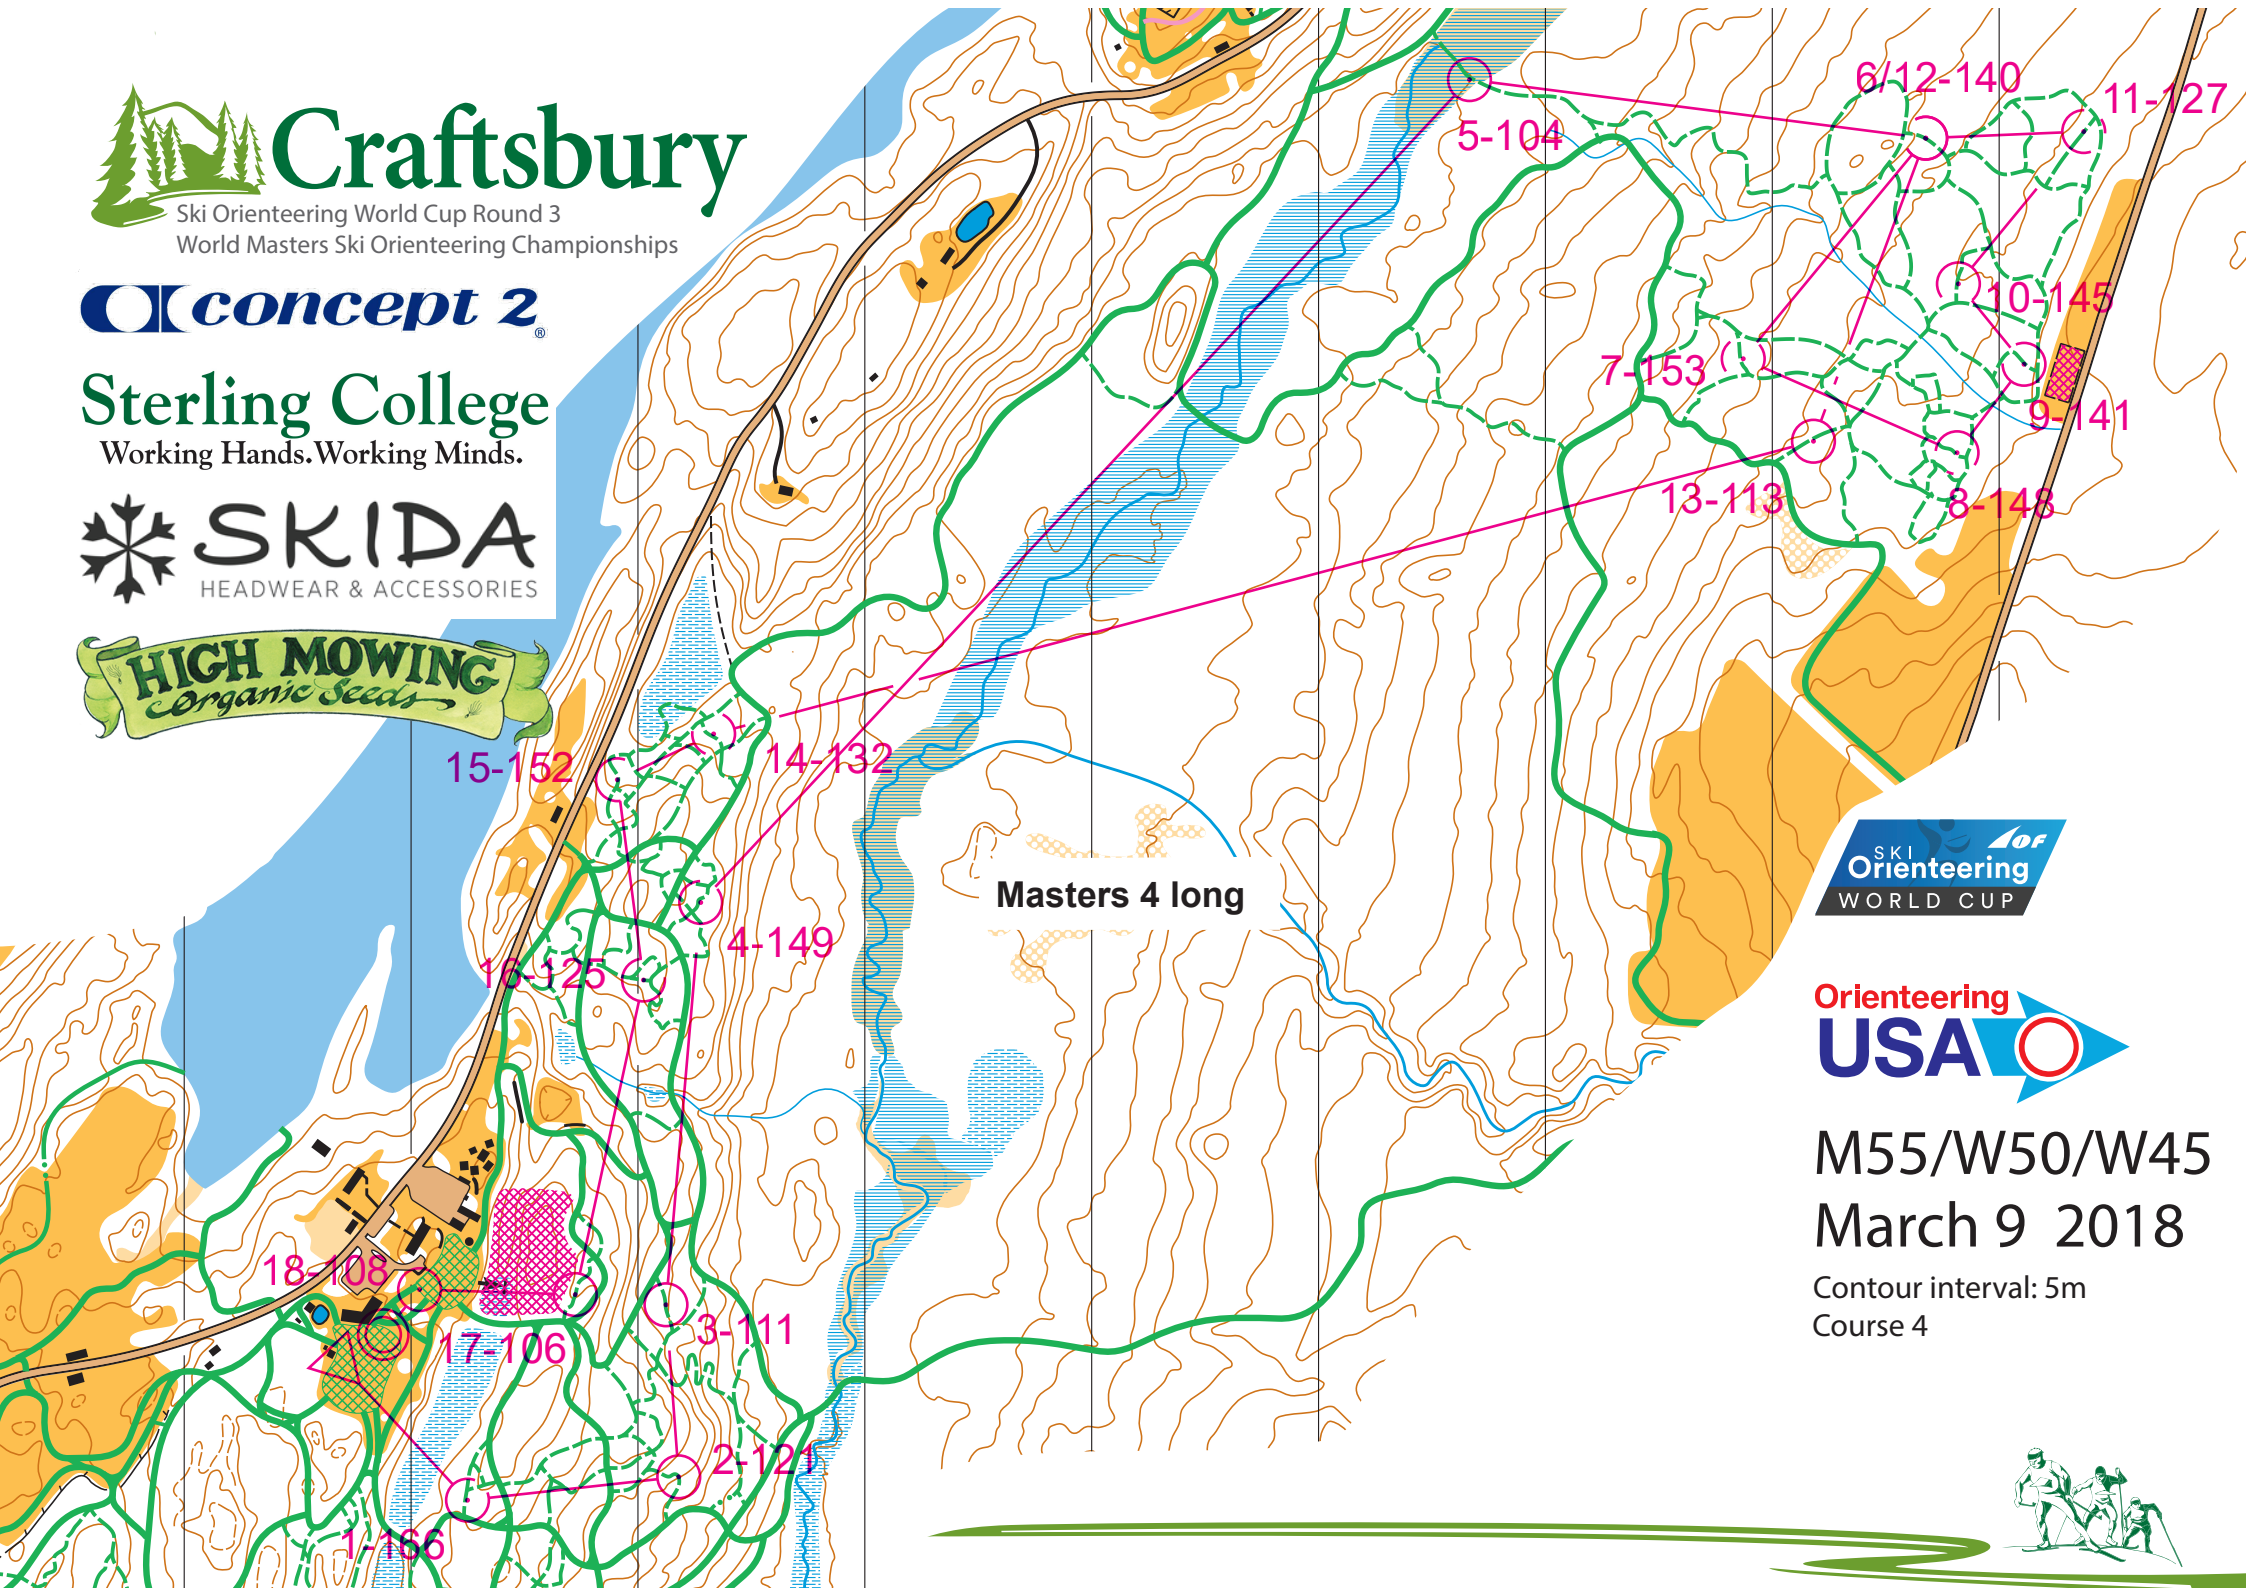 Craftsbury
Ski Orienteering World Cup Round 3
World Masters Ski Orienteering Championships
concept 2®
Sterling College
Working Hands.Working Minds.
SKIDA
HEADWEAR & ACCESSORIES
HIGH MOWING
Organic Seeds
6/12-140
11-127
5-104
10-145
7-153
9-141
13-113
8-148
15-152
14-132
4-149
16-125
Masters 4 long
18-108
17-106
3-111
2-121
1-166
IOF
SKI
Orienteering
WORLD CUP
Orienteering
USA
M55/W50/W45
March 9 2018
Contour interval: 5m
Course 4